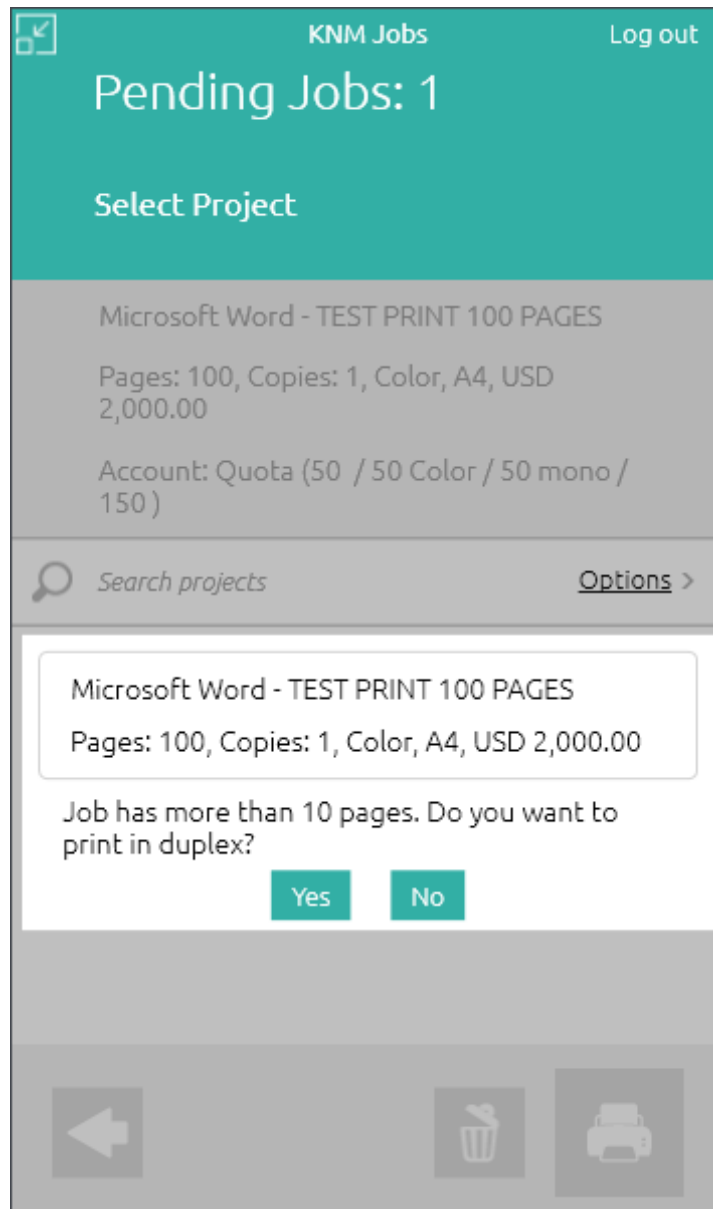 KNM Jobs
Log out
Pending Jobs: 1
Select Project
Microsoft Word - TEST PRINT 100 PAGES
Pages: 100, Copies: 1, Color, A4, USD
2,000.00
Account: Quota (50  / 50 Color / 50 mono /
150 )
Search projects
Options >
Microsoft Word - TEST PRINT 100 PAGES
Pages: 100, Copies: 1, Color, A4, USD 2,000.00
Job has more than 10 pages. Do you want to
print in duplex?
Yes
No